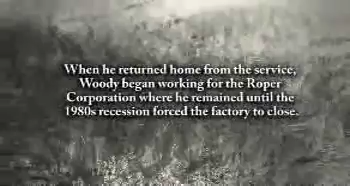 When he returned home from the service,
Woody began working for the Roper
Corporation where he remained until the
1980s recession forced the factory to close.